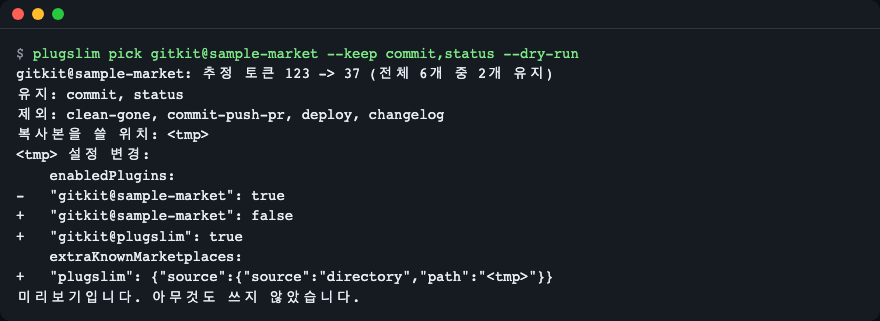 $ plugslim pick gitkit@sample-market --keep commit,status --dry-run
gitkit@sample-market: 추정 토큰 123 -> 37 (전체 6개 중 2개 유지)
유지: commit, status
제외: clean-gone, commit-push-pr, deploy, changelog
복사본을 쓸 위치: <tmp>
<tmp> 설정 변경:
    enabledPlugins:
-   "gitkit@sample-market": true
+   "gitkit@sample-market": false
+   "gitkit@plugslim": true
    extraKnownMarketplaces:
+   "plugslim": {"source":{"source":"directory","path":"<tmp>"}}
미리보기입니다. 아무것도 쓰지 않았습니다.